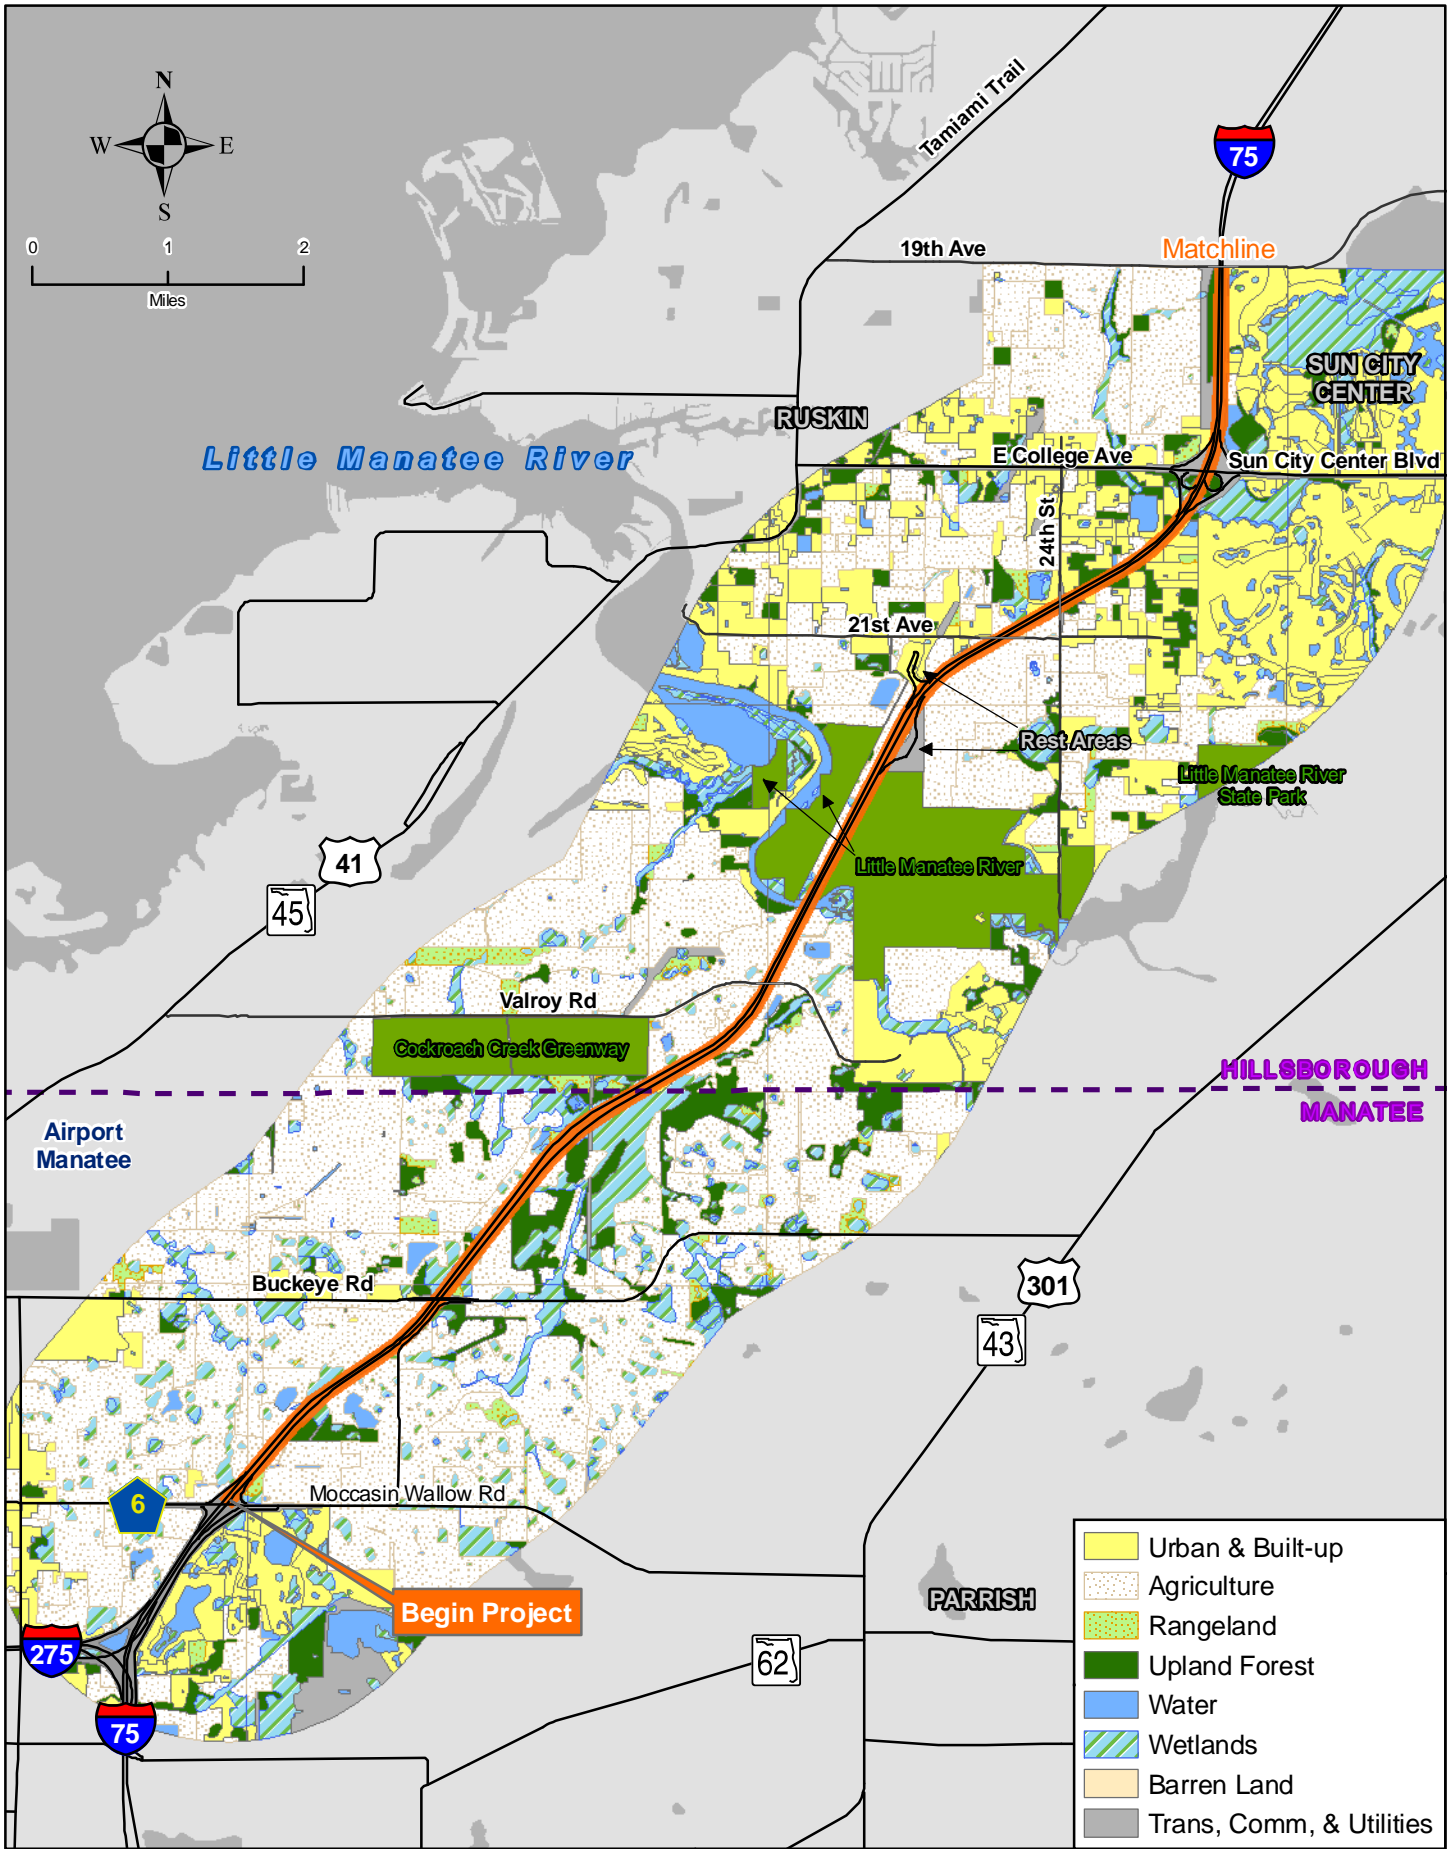 N
W
E
S
0
1
2
Miles
Tamiami Trail
75
19th Ave
Matchline
SUN CITY
CENTER
RUSKIN
Little Manatee River
E College Ave
Sun City Center Blvd
24th St
21st Ave
Rest Areas
Little Manatee River
State Park
41
Little Manatee River
45
Valroy Rd
Cockroach Creek Greenway
HILLSBOROUGH
MANATEE
Airport
Manatee
Buckeye Rd
301
43
6
Moccasin Wallow Rd
Begin Project
PARRISH
275
62
75
Urban & Built-up
Agriculture
Rangeland
Upland Forest
Water
Wetlands
Barren Land
Trans, Comm, & Utilities